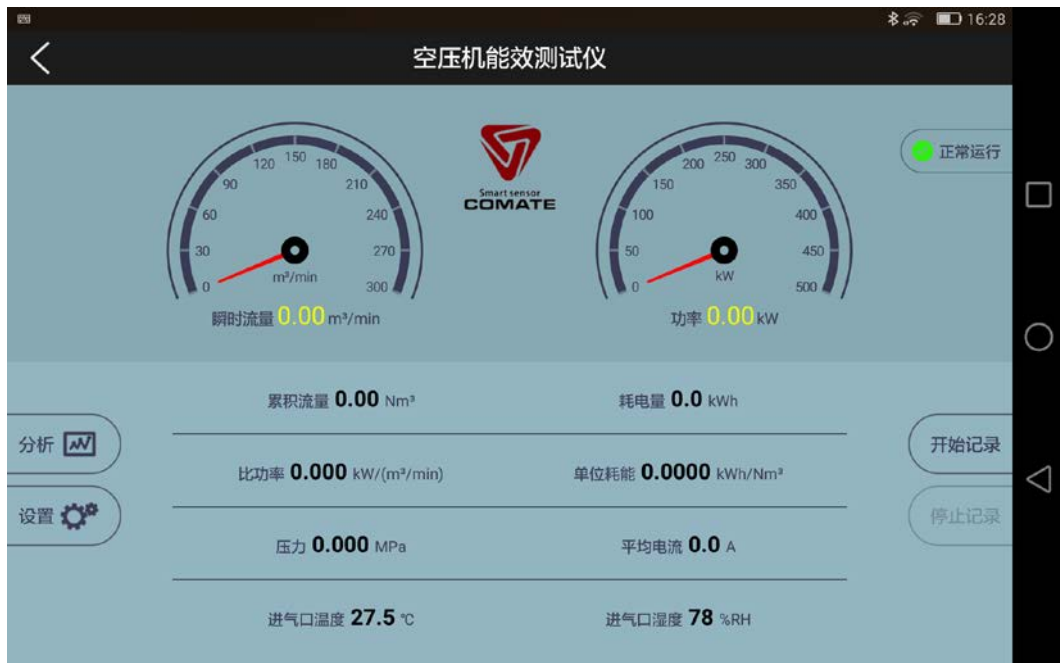 16:28
空压机能效测试仪
0 30 60 90 120 150 180 210 240 270 300
m³/min
瞬时流量 0.00 m³/min
Smart sensor
COMATE
0 50 100 150 200 250 300 350 400 450 500
kW
功率 0.00 kW
正常运行
累积流量 0.00 Nm³
耗电量 0.0 kWh
分析
开始记录
比功率 0.000 kW/(m³/min)
单位耗能 0.0000 kWh/Nm³
设置
停止记录
压力 0.000 MPa
平均电流 0.0 A
进气口温度 27.5 ℃
进气口湿度 78 %RH